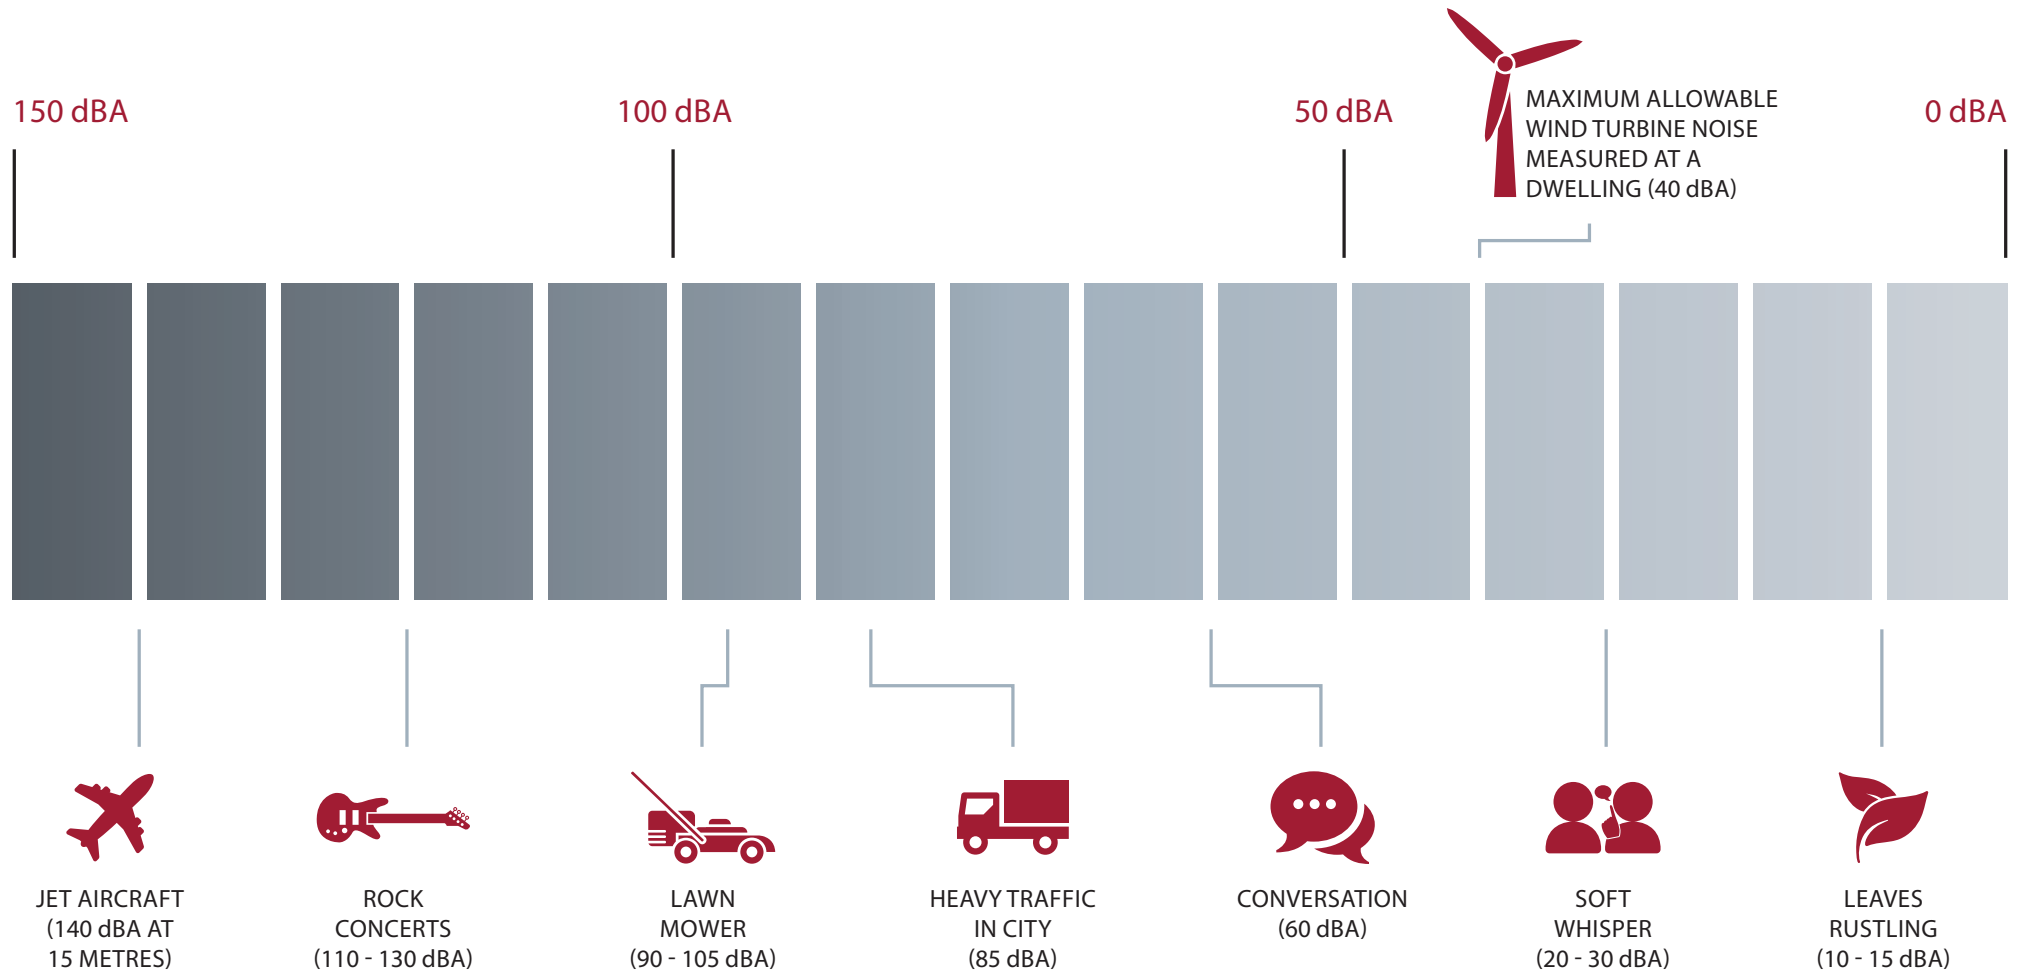 150 dBA
100 dBA
50 dBA
0 dBA
MAXIMUM ALLOWABLE
WIND TURBINE NOISE
MEASURED AT A
DWELLING (40 dBA)
JET AIRCRAFT
(140 dBA AT
15 METRES)
ROCK
CONCERTS
(110 - 130 dBA)
LAWN
MOWER
(90 - 105 dBA)
HEAVY TRAFFIC
IN CITY
(85 dBA)
CONVERSATION
(60 dBA)
SOFT
WHISPER
(20 - 30 dBA)
LEAVES
RUSTLING
(10 - 15 dBA)